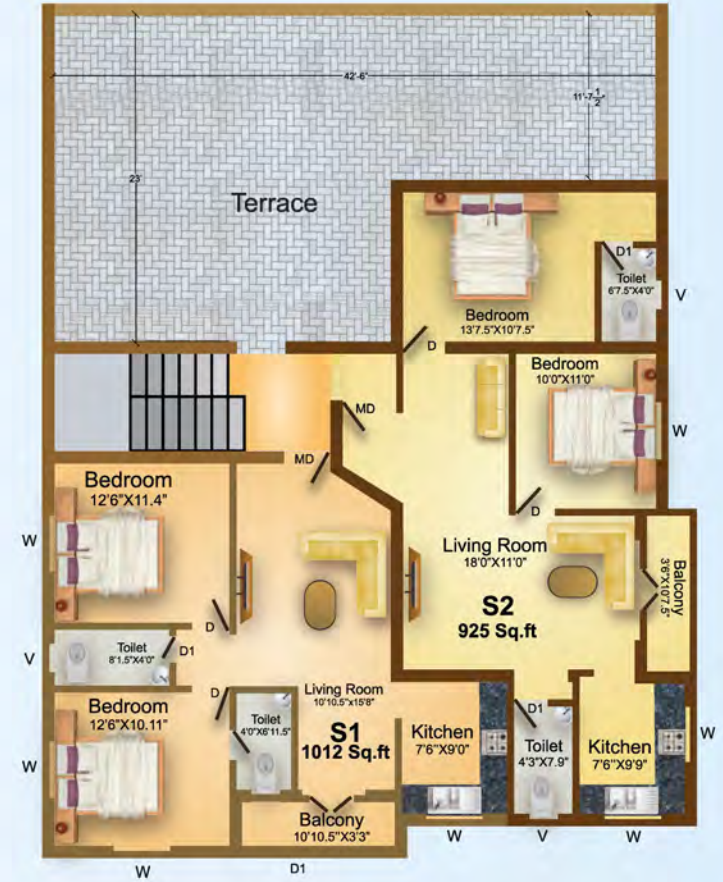 42'-6"
11'-7 1/2"
23'
Terrace
D1
Toilet
6'7.5"X4'0"
V
Bedroom
13'7.5"X10'7.5"
D
Bedroom
10'0"X11'0"
MD
W
MD
Bedroom
12'6"X11.4"
D
W
Living Room
18'0"X11'0"
Balcony
3'6"X10'7.5"
S2
925 Sq.ft
D
V
Toilet
8'1.5"X4'0"
D1
D
Living Room
10'10.5"x15'8"
Bedroom
12'6"X10.11"
Toilet
4'0"X6'11.5"
S1
1012 Sq.ft
Kitchen
7'6"X9'0"
D1
Toilet
4'3"X7.9"
Kitchen
7'6"X9'9"
W
W
Balcony
10'10.5"X3'3"
W
V
W
W
D1